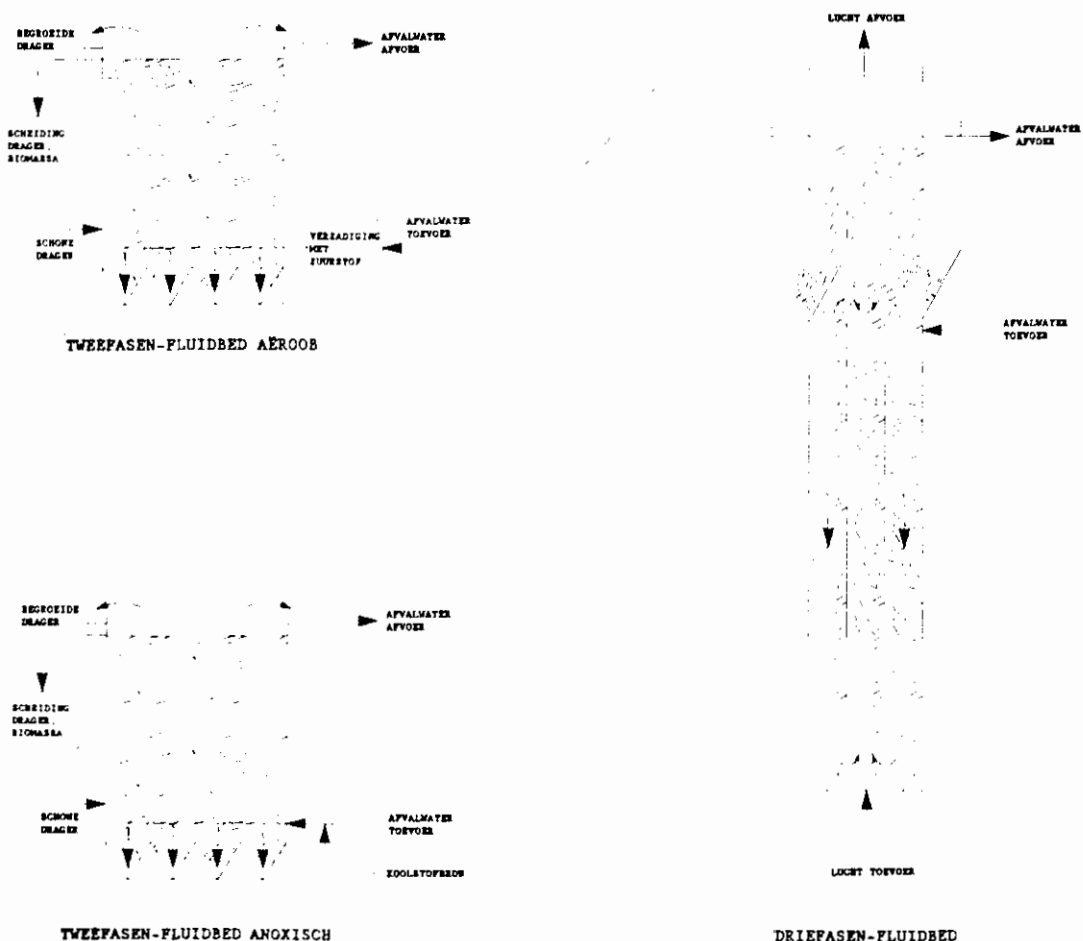 BEGROEIDE
DRAGER
AFVALWATER
AFVOER
SCHEIDING
DRAGER,
BIOMASSA
SCHONE
DRAGER
VERZADIGING
MET
ZUURSTOF
AFVALWATER
TOEVOER
TWEEFASEN-FLUIDBED AËROOB
BEGROEIDE
DRAGER
AFVALWATER
AFVOER
SCHEIDING
DRAGER,
BIOMASSA
SCHONE
DRAGER
AFVALWATER
TOEVOER
KOOLSTOFBRON
TWEEFASEN-FLUIDBED ANOXISCH
LUCHT AFVOER
AFVALWATER
AFVOER
AFVALWATER
TOEVOER
LUCHT TOEVOER
DRIEFASEN-FLUIDBED